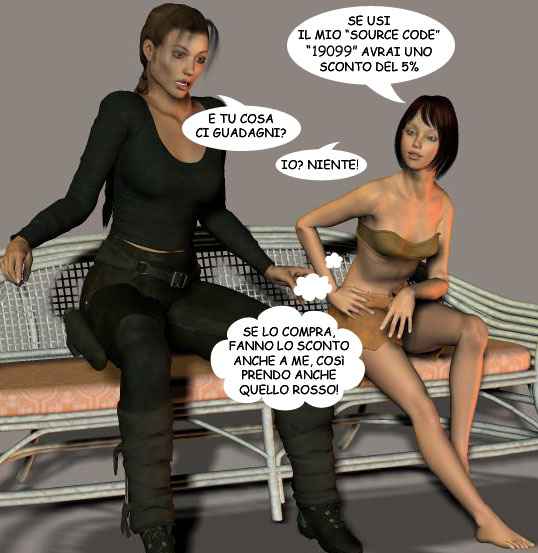 SE USI
IL MIO “SOURCE CODE”
“19099” AVRAI UNO
SCONTO DEL 5%
E TU COSA
CI GUADAGNI?
IO? NIENTE!
SE LO COMPRA,
FANNO LO SCONTO
ANCHE A ME, COSÌ
PRENDO ANCHE
QUELLO ROSSO!